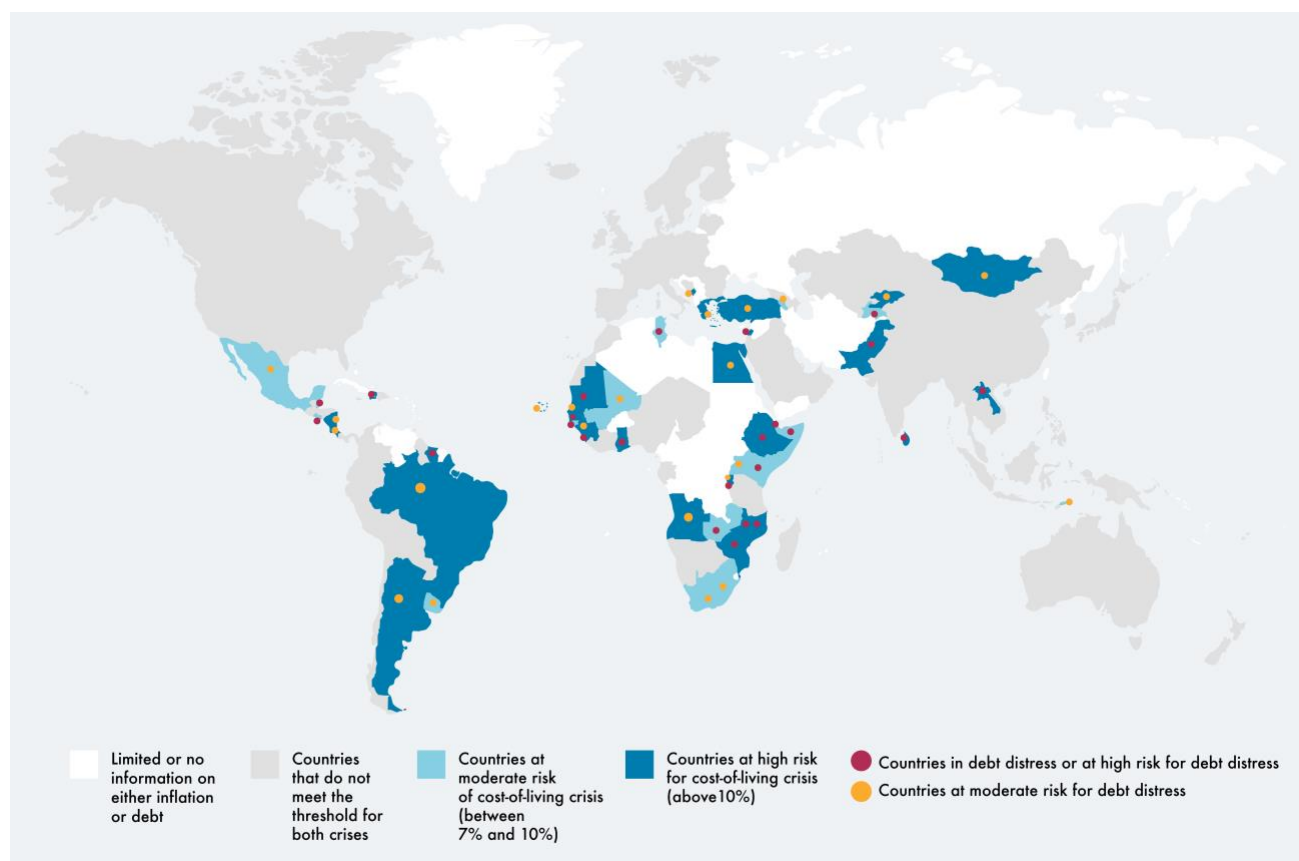 Limited or no
information on
either inflation
or debt
Countries
that do not
meet the
threshold for
both crises
Countries at
moderate risk
of cost-of-living crisis
(between
7% and 10%)
Countries at high risk
for cost-of-living crisis
(above10%)
Countries in debt distress or at high risk for debt distress
Countries at moderate risk for debt distress